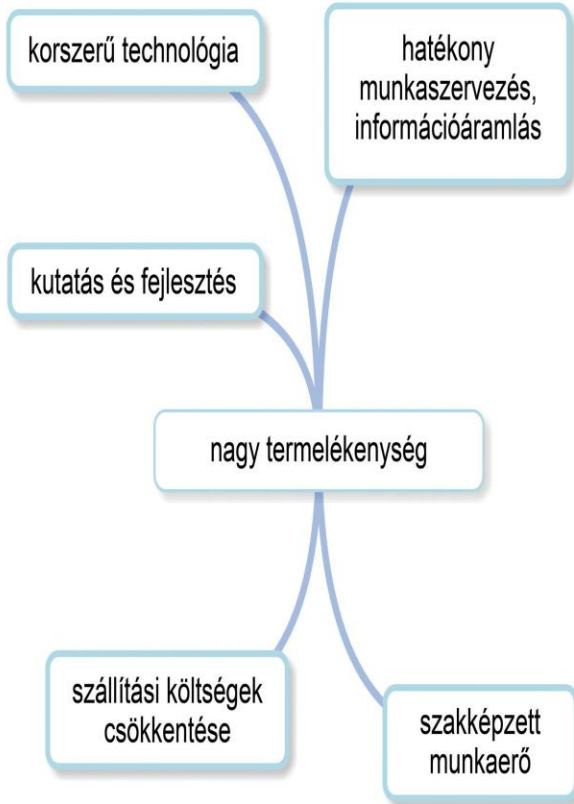 korszerű technológia
hatékony
munkaszervezés,
információáramlás
kutatás és fejlesztés
nagy termelékenység
szállítási költségek
csökkentése
szakképzett
munkaerő